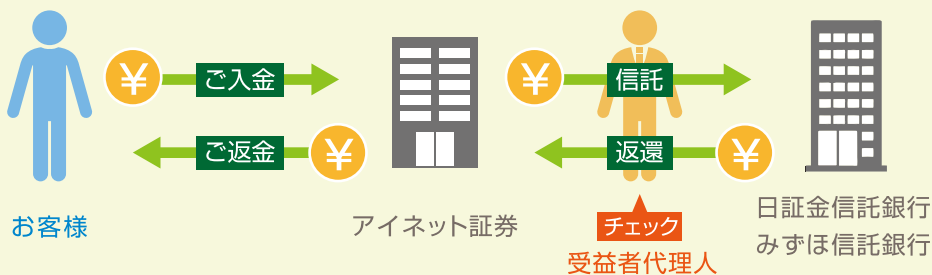 ¥
ご入金
¥
信託
ご返金
¥
返還
¥
お客様
アイネット証券
チェック
受益者代理人
日証金信託銀行
みずほ信託銀行